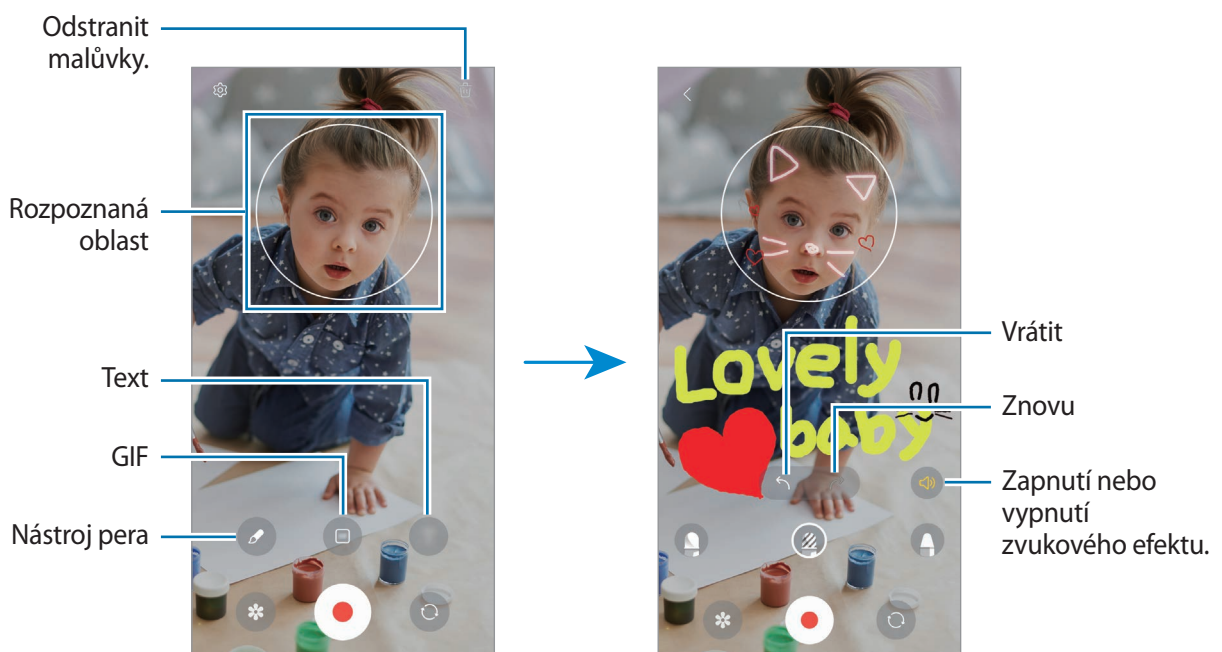 Odstranit
malůvky.
Rozpoznaná
oblast
Text
GIF
Nástroj pera
Lovely
baby
Vrátit
Znovu
Zapnutí nebo
vypnutí
zvukového efektu.